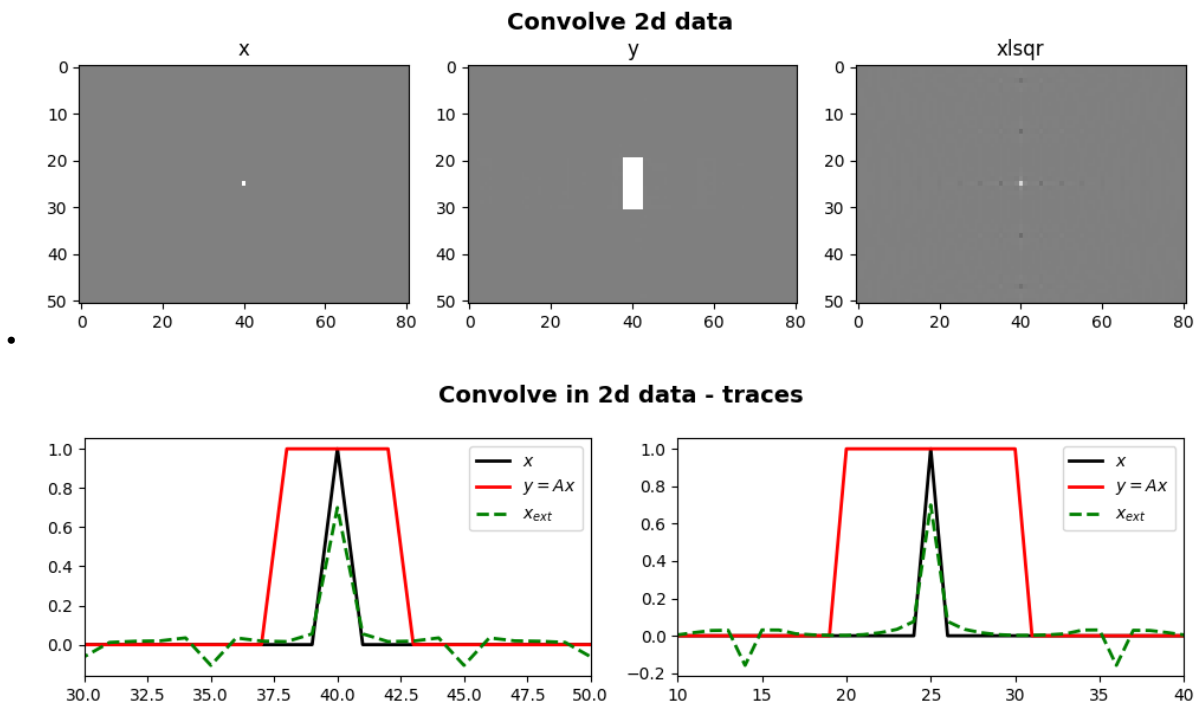 Convolve 2d data
x
y
xlsqr
0
10
20
30
40
50
0 20 40 60 80
0
10
20
30
40
50
0 20 40 60 80
0
10
20
30
40
50
0 20 40 60 80
Convolve in 2d data - traces
1.0
0.8
0.6
0.4
0.2
0.0
30.0 32.5 35.0 37.5 40.0 42.5 45.0 47.5 50.0
x
y = Ax
x_ext
1.0
0.8
0.6
0.4
0.2
0.0
−0.2
10 15 20 25 30 35 40
x
y = Ax
x_ext